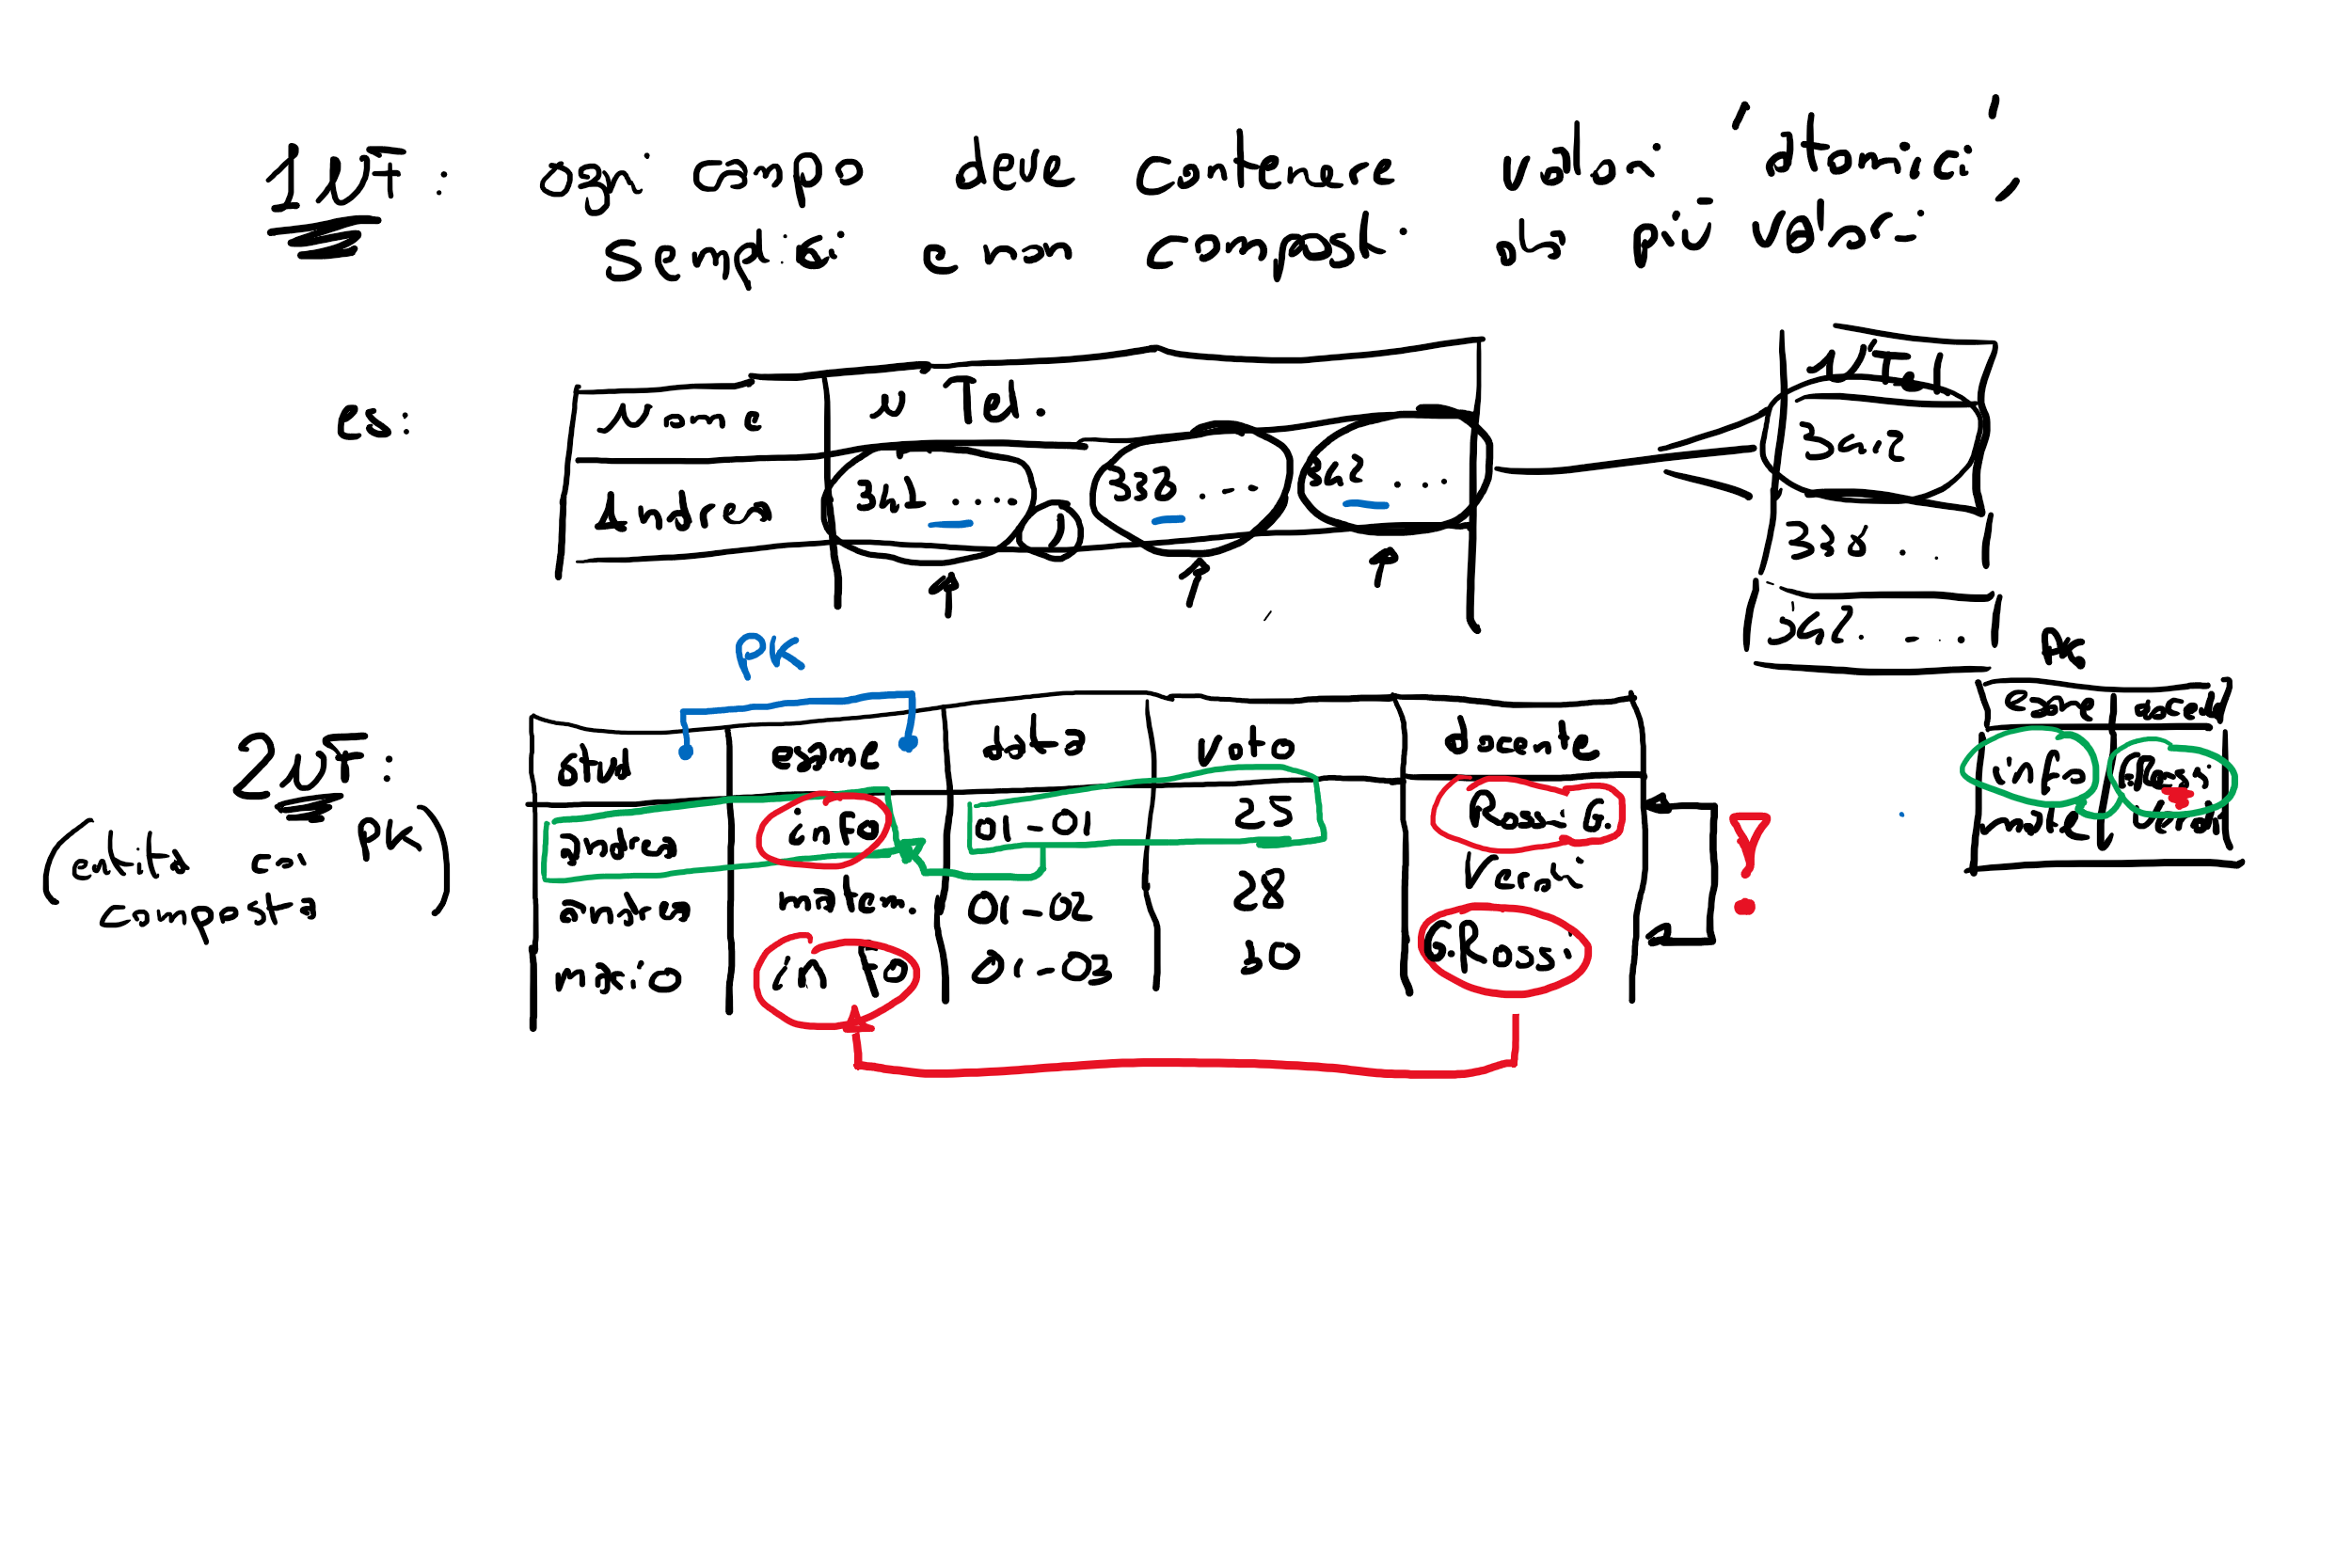 1NF: ogni campo deve contenere valori "atomici",
semplici e non composti da più valori
es:
Nome N Tel.
Andrea 341 ..... , 338 .... 342 ....
N Tel
338 . .
342. ...
PK
2NF:
(entità con PK
composta)
stud esame data voto docente
andrea info 01-01 25 Rossi G.
andrea matem. 01-02 28 Verdi
mario info 01-03 30 G.Rossi
!
PK
esame docente
info Rossi
mate Verdi